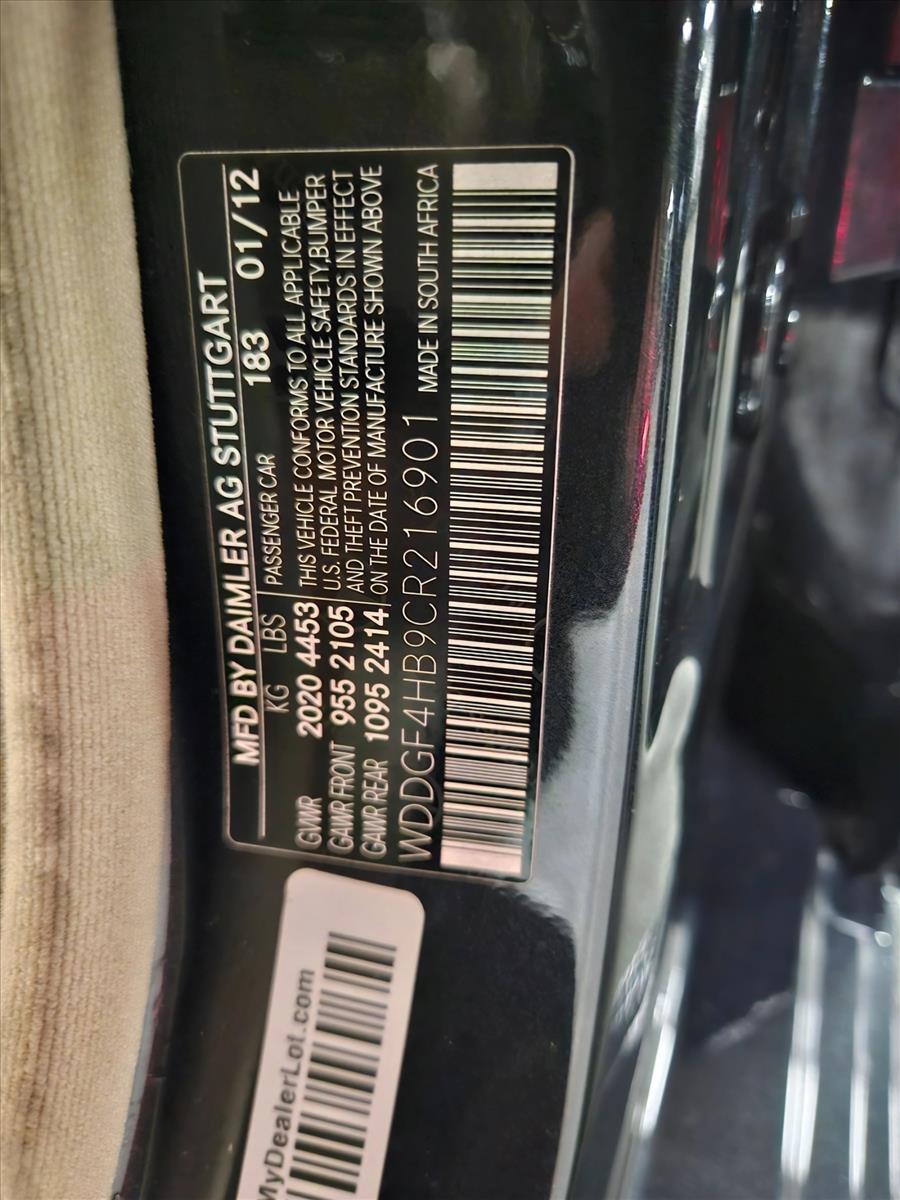 MFD BY DAIMLER AG STUTTGART
KG LBS PASSENGER CAR 183 01/12
GVWR 2020 4453 THIS VEHICLE CONFORMS TO ALL APPLICABLE
U.S. FEDERAL MOTOR VEHICLE SAFETY,BUMPER
GAWR FRONT 955 2105 AND THEFT PREVENTION STANDARDS IN EFFECT
GAWR REAR 1095 2414 ON THE DATE OF MANUFACTURE SHOWN ABOVE
WDDGF4HB9CR216901 MADE IN SOUTH AFRICA
MyDealerLot.com